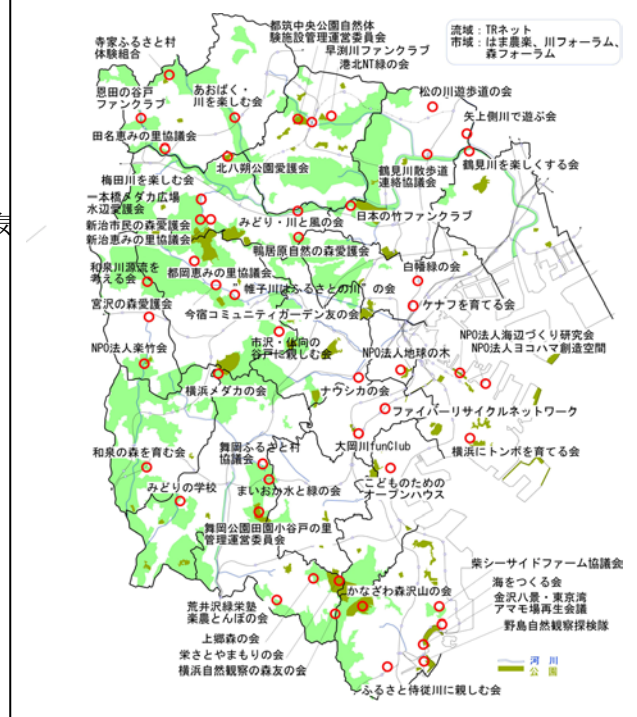 都筑中央公園自然体
験施設管理運営委員会
早渕川ファンクラブ
港北NT緑の会
流域：TRネット
市域：はま農楽、川フォーラム、
森フォーラム
寺家ふるさと村
体験組合
恩田の谷戸
ファンクラブ
あおばく・
川を楽しむ会
松の川遊歩道の会
矢上側川で遊ぶ会
田名恵みの里協議会
北八朔公園愛護会
鶴見川散歩道
連絡協議会
鶴見川を楽しくする会
梅田川を楽しむ会
一本橋メダカ広場
水辺愛護会
みどり・川と風の会
日本の竹ファンクラブ
新治市民の森愛護会
新治恵みの里協議会
鴨居原自然の森愛護会
和泉川源流を
考える会
都岡恵みの里協議会
白幡緑の会
"帷子川はふるさとの川"の会
宮沢の森愛護会
今宿コミュニティガーデン友の会
ケナフを育てる会
市沢・仏向の
谷戸に親しむ会
NPO法人海辺づくり研究会
NPO法人ヨコハマ創造空間
NPO法人楽竹会
NPO法人地球の木
横浜メダカの会
ナウシカの会
ファイバーリサイクルネットワーク
大岡川funClub
横浜にトンボを育てる会
和泉の森を育む会
舞岡ふるさと村
協議会
みどりの学校
まいおか水と緑の会
こどものための
オープンハウス
舞岡公園田園小谷戸の里
管理運営委員会
柴シーサイドファーム協議会
海をつくる会
かなざわ森沢山の会
金沢八景・東京湾
アマモ場再生会議
荒井沢緑栄塾
楽農とんぼの会
野島自然観察探検隊
上郷森の会
栄さとやまもりの会
横浜自然観察の森友の会
河川
公園
ふるさと侍従川に親しむ会